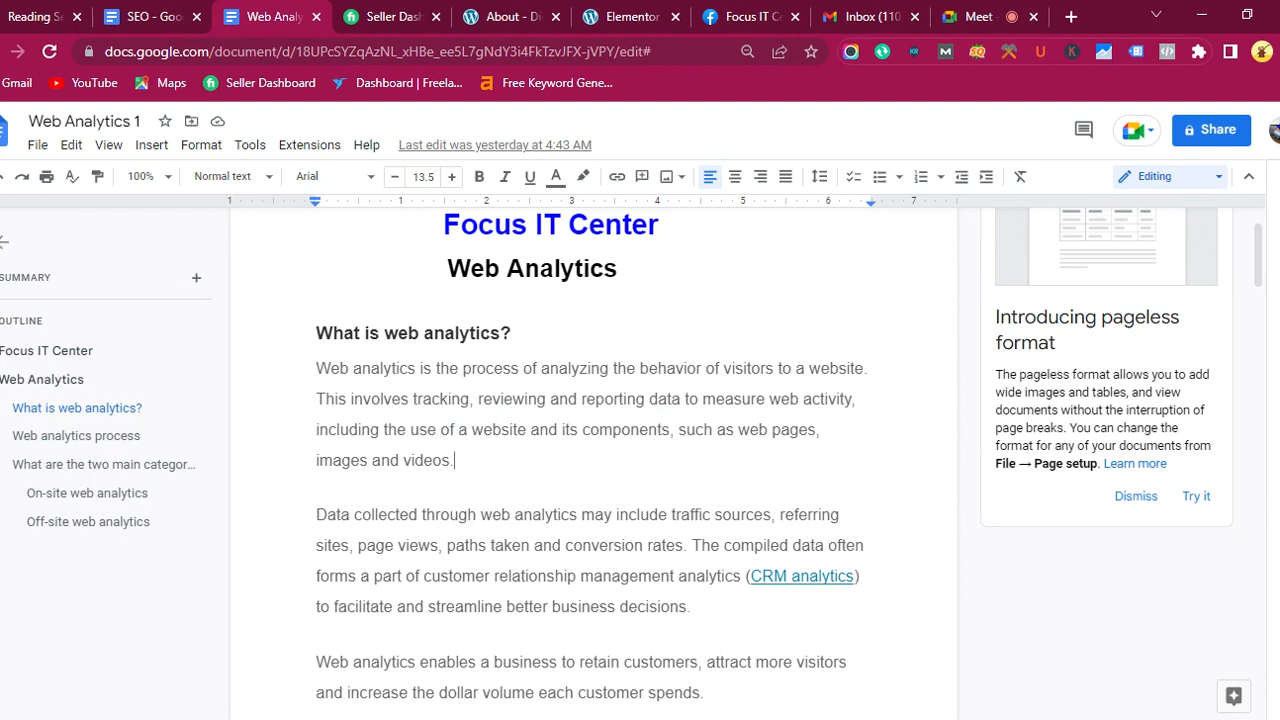 Reading Se
SEO - Goo
Web Analy
Seller Dash
About - Di
Elementor
Focus IT C
Inbox (110
Meet -
docs.google.com/document/d/18UPcSYZqAzNL_xHBe_ee5L7gNdY3i4FkTzvJFX-jVPY/edit#
Gmail
YouTube
Maps
Seller Dashboard
Dashboard | Freela...
Free Keyword Gene...
Web Analytics 1
File Edit View Insert Format Tools Extensions Help Last edit was yesterday at 4:43 AM
Share
100% Normal text Arial 13.5 B I U A Editing
1 1 2 3 4 5 6 7
SUMMARY
OUTLINE
Focus IT Center
Web Analytics
What is web analytics?
Web analytics process
What are the two main categor...
On-site web analytics
Off-site web analytics
Focus IT Center
Web Analytics
What is web analytics?
Web analytics is the process of analyzing the behavior of visitors to a website.
This involves tracking, reviewing and reporting data to measure web activity,
including the use of a website and its components, such as web pages,
images and videos.
Data collected through web analytics may include traffic sources, referring
sites, page views, paths taken and conversion rates. The compiled data often
forms a part of customer relationship management analytics (CRM analytics)
to facilitate and streamline better business decisions.
Web analytics enables a business to retain customers, attract more visitors
and increase the dollar volume each customer spends.
Introducing pageless
format
The pageless format allows you to add
wide images and tables, and view
documents without the interruption of
page breaks. You can change the
format for any of your documents from
File → Page setup. Learn more
Dismiss Try it